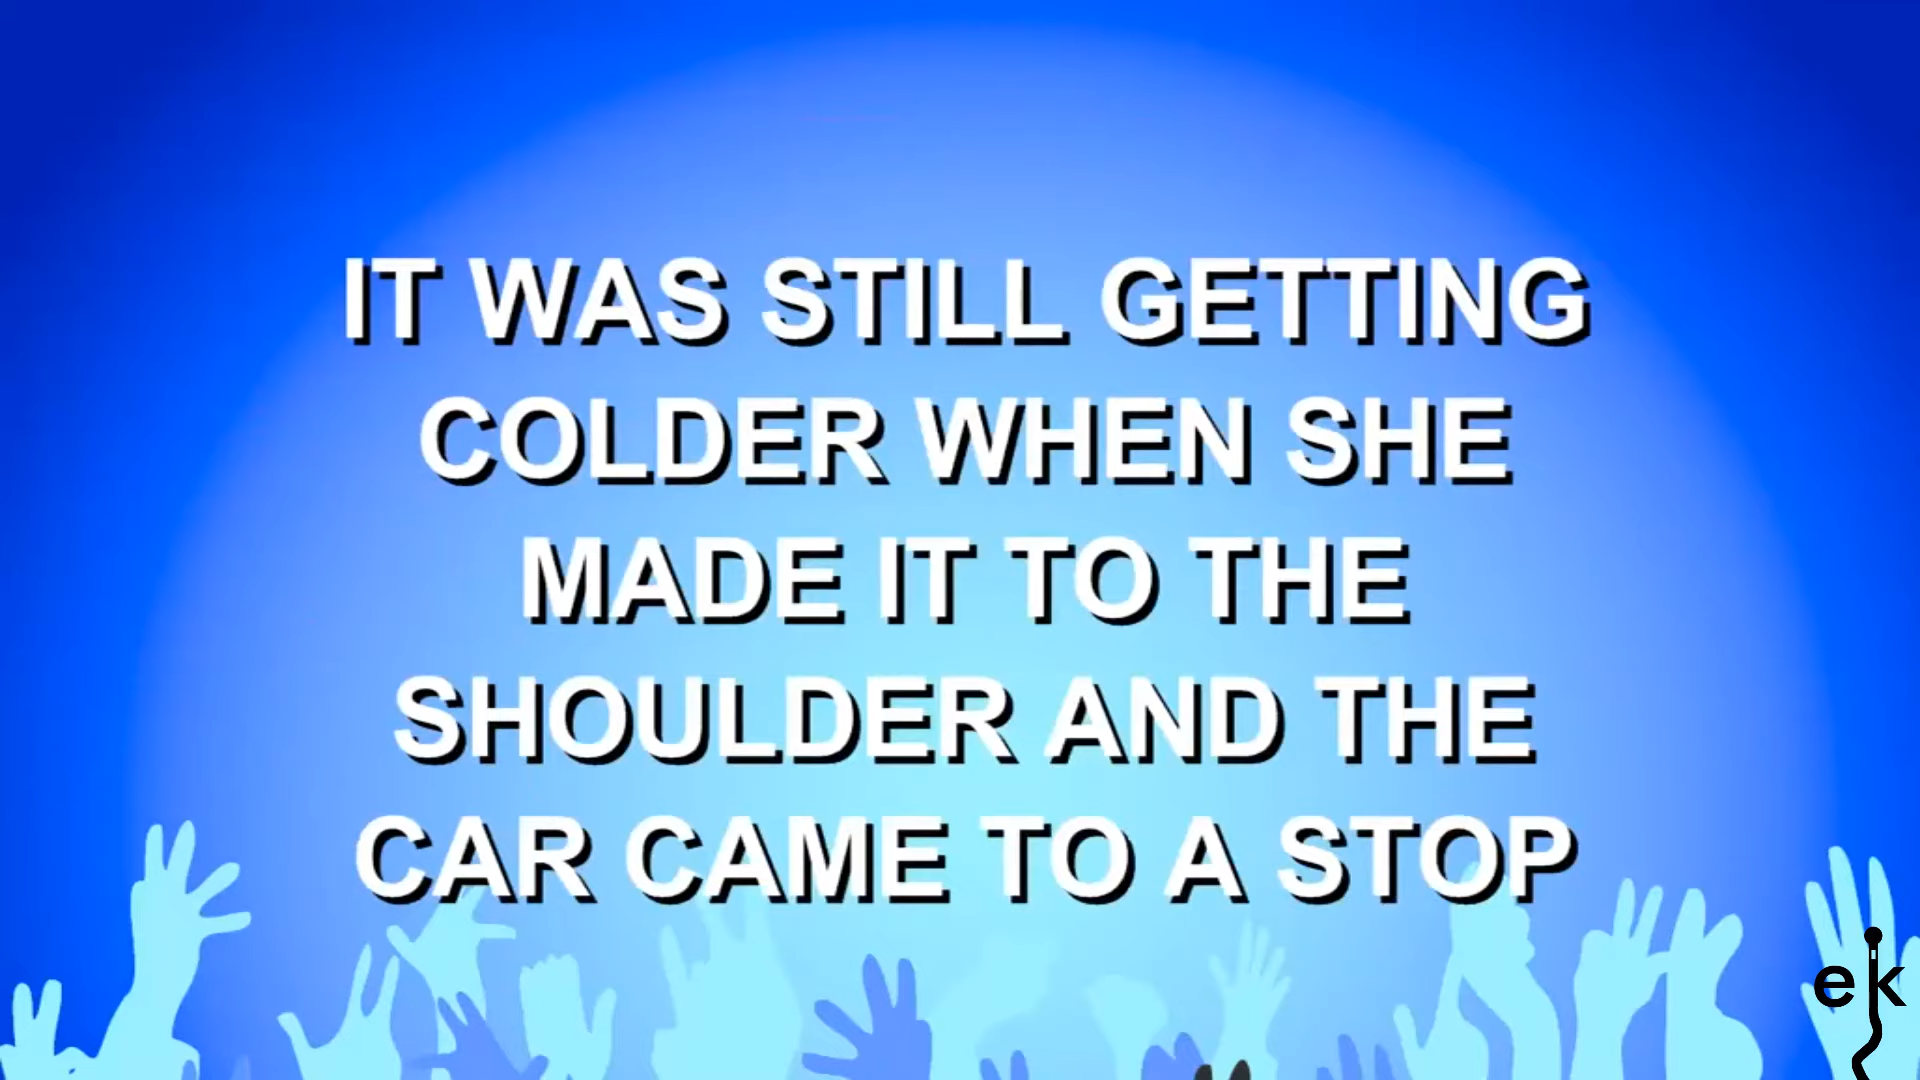 IT WAS STILL GETTING
COLDER WHEN SHE
MADE IT TO THE
SHOULDER AND THE
CAR CAME TO A STOP
ek